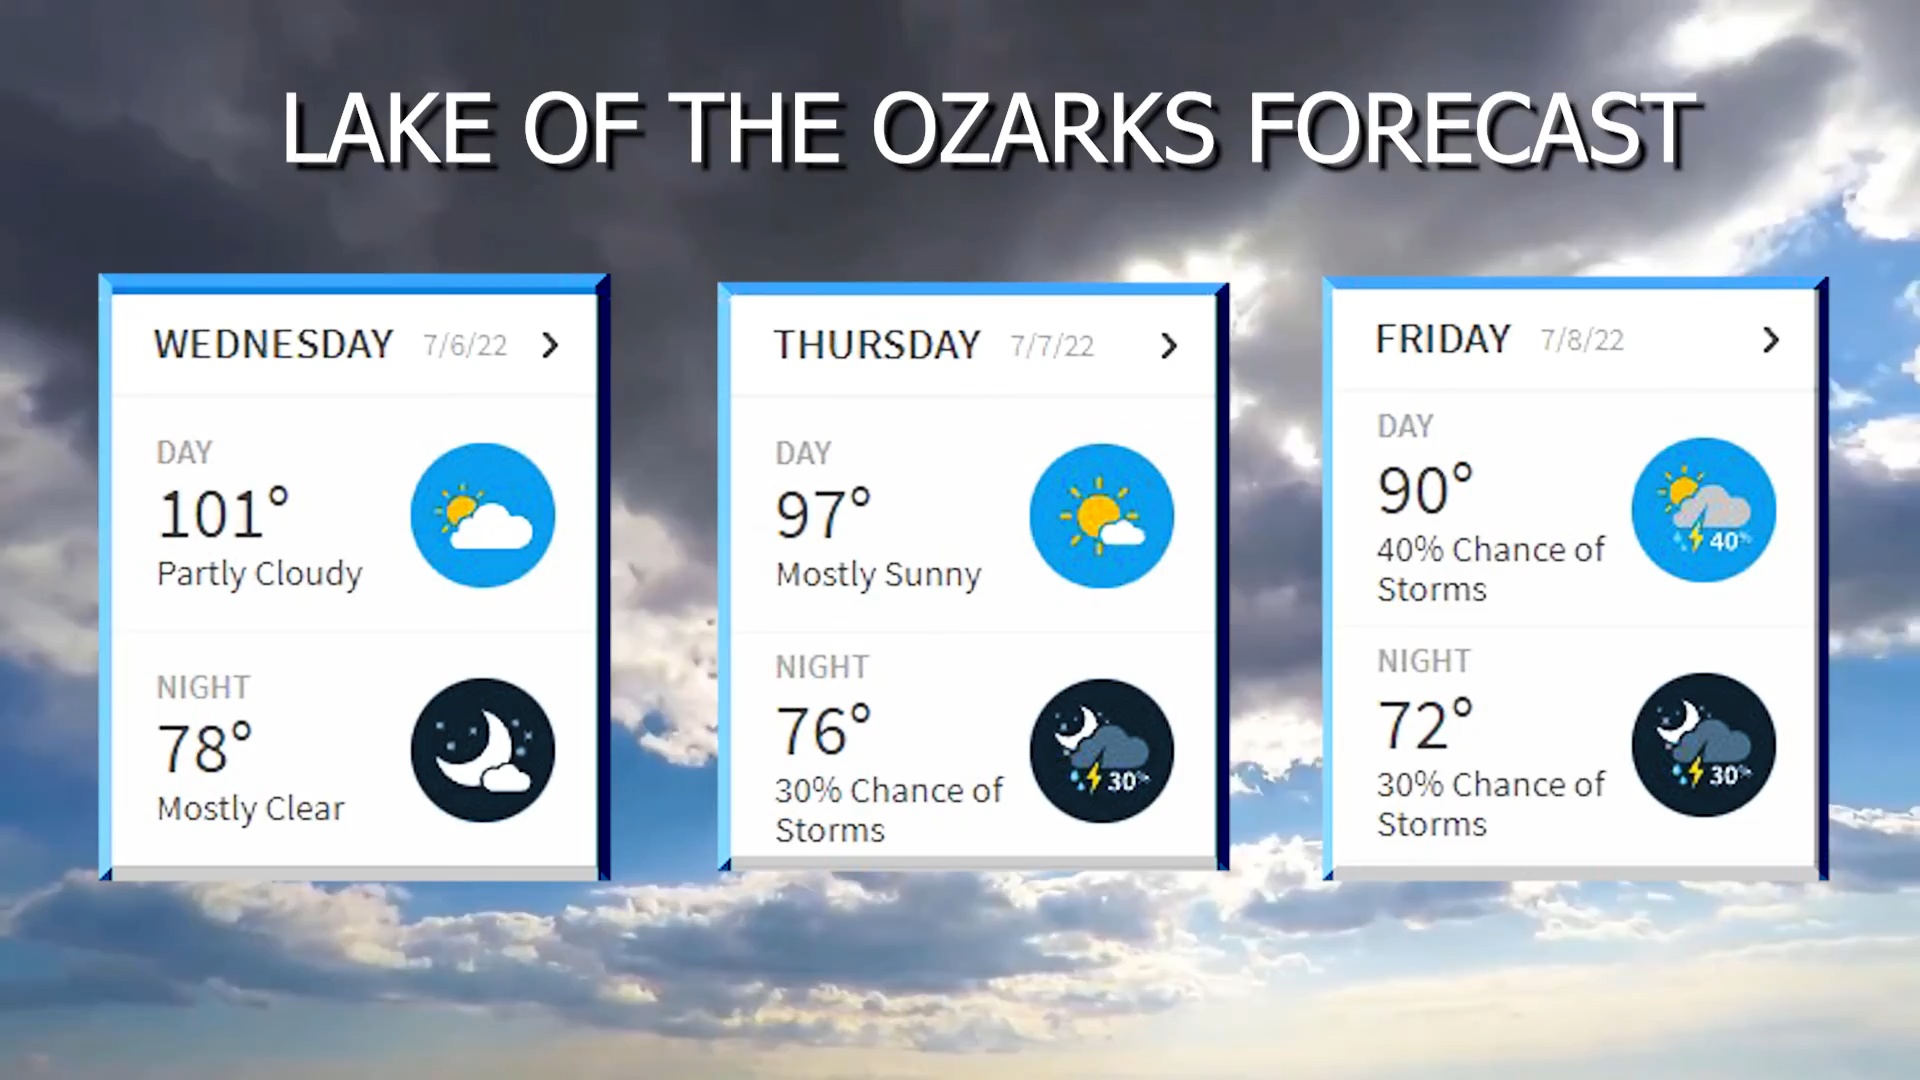 LAKE OF THE OZARKS FORECAST
WEDNESDAY 7/6/22
DAY
101°
Partly Cloudy
NIGHT
78°
Mostly Clear
THURSDAY 7/7/22
DAY
97°
Mostly Sunny
NIGHT
76°
30% Chance of
Storms
30%
FRIDAY 7/8/22
DAY
90°
40% Chance of
Storms
40%
NIGHT
72°
30% Chance of
Storms
30%